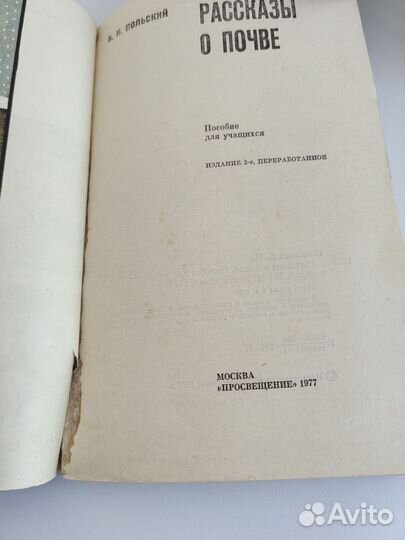 Б. Н. ПОЛЬСКИЙ
РАССКАЗЫ
О ПОЧВЕ
Пособие
для учащихся
ИЗДАНИЕ 2-е, ПЕРЕРАБОТАННОЕ
МОСКВА
«ПРОСВЕЩЕНИЕ» 1977
Avito